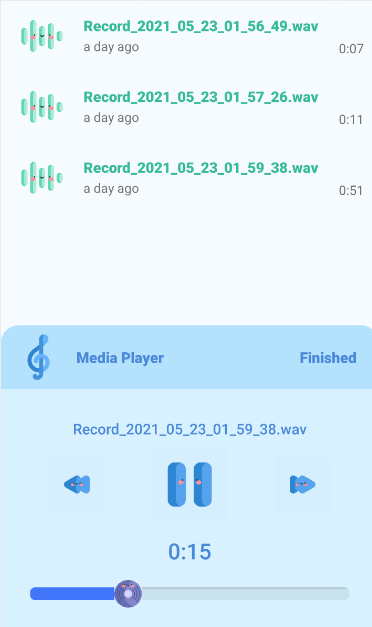 Record_2021_05_23_01_56_49.wav
a day ago
0:07
Record_2021_05_23_01_57_26.wav
a day ago
0:11
Record_2021_05_23_01_59_38.wav
a day ago
0:51
Media Player
Finished
Record_2021_05_23_01_59_38.wav
0:15